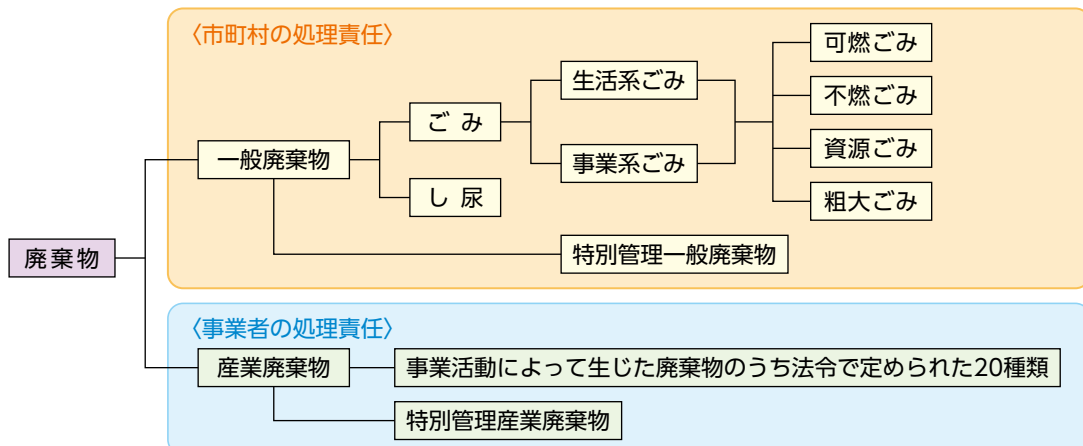 〈市町村の処理責任〉
可燃ごみ
生活系ごみ
不燃ごみ
ごみ
一般廃棄物
事業系ごみ
資源ごみ
し尿
粗大ごみ
廃棄物
特別管理一般廃棄物
〈事業者の処理責任〉
産業廃棄物
事業活動によって生じた廃棄物のうち法令で定められた20種類
特別管理産業廃棄物